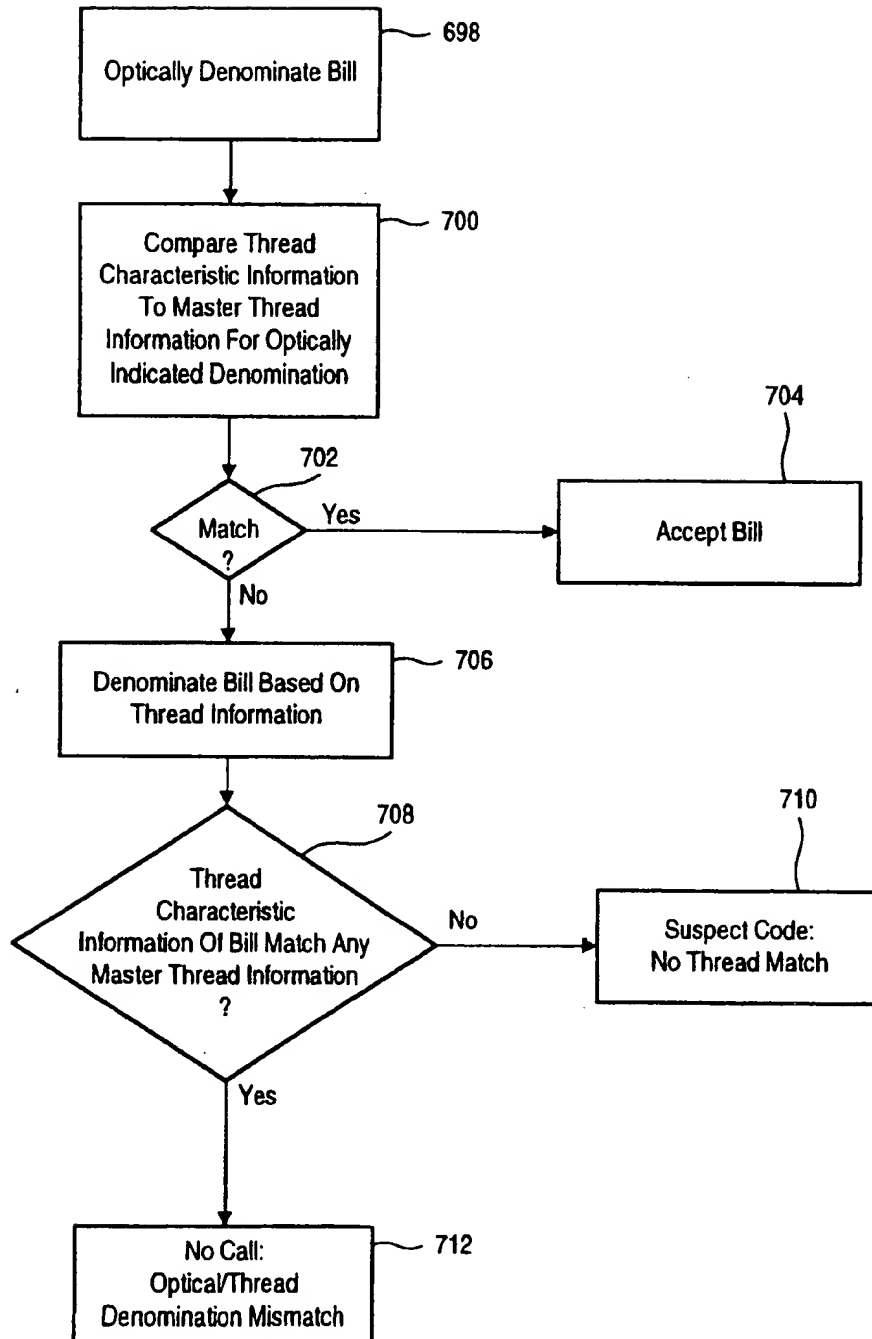 698
Optically Denominate Bill
700
Compare Thread
Characteristic Information
To Master Thread
Information For Optically
Indicated Denomination
704
702
Match
?
Yes
Accept Bill
No
706
Denominate Bill Based On
Thread Information
708
710
Thread
Characteristic
Information Of Bill Match Any
Master Thread Information
?
No
Suspect Code:
No Thread Match
Yes
712
No Call:
Optical/Thread
Denomination Mismatch